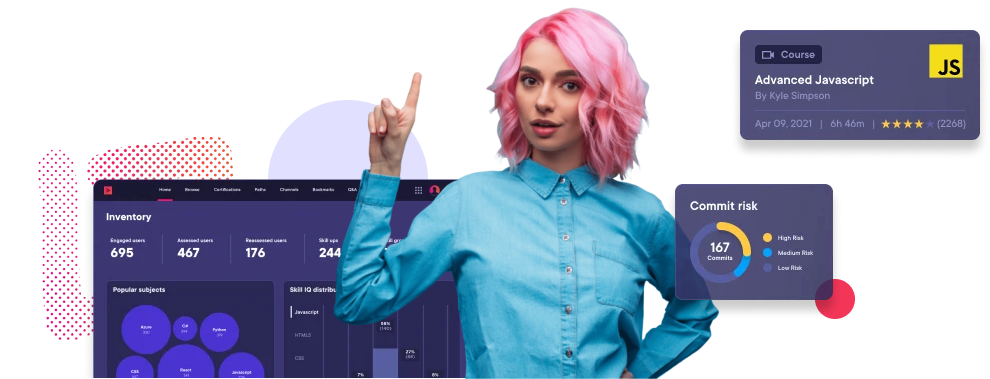 Course
JS
Advanced Javascript
By Kyle Simpson
Apr 09, 2021 | 6h 46m | (2268)
Home Browse Certifications Paths Channels Bookmarks Q&A
Inventory
Engaged users Assessed users Reassessed users Skill ups
695 467 176 244
Commit risk
167
Commits
High Risk
Medium Risk
Low Risk
Popular subjects
Skill IQ
Javascript
HTML5
CSS
Azure
C#
Python
CSS
React
Javascript
58%
(140)
27%
7%
8%